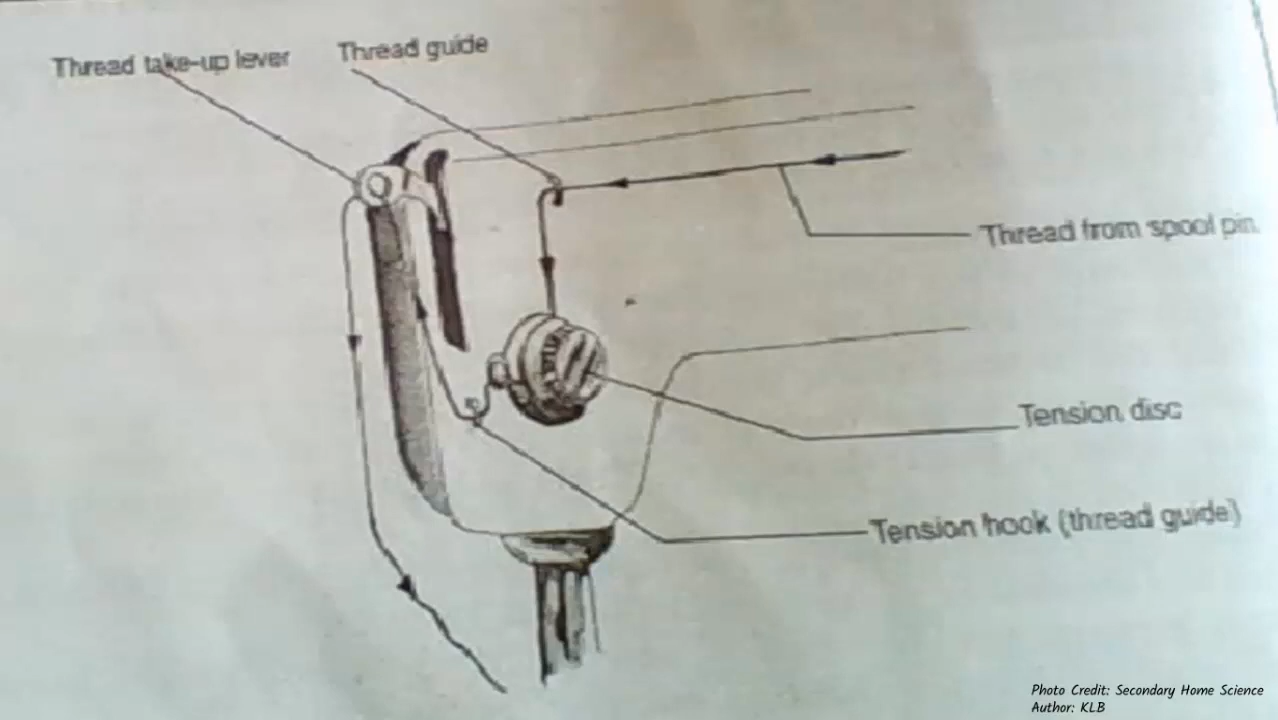 Thread take-up lever
Thread guide
Thread from spool pin
Tension disc
Tension hook (thread guide)
Photo Credit: Secondary Home Science
Author: KLB